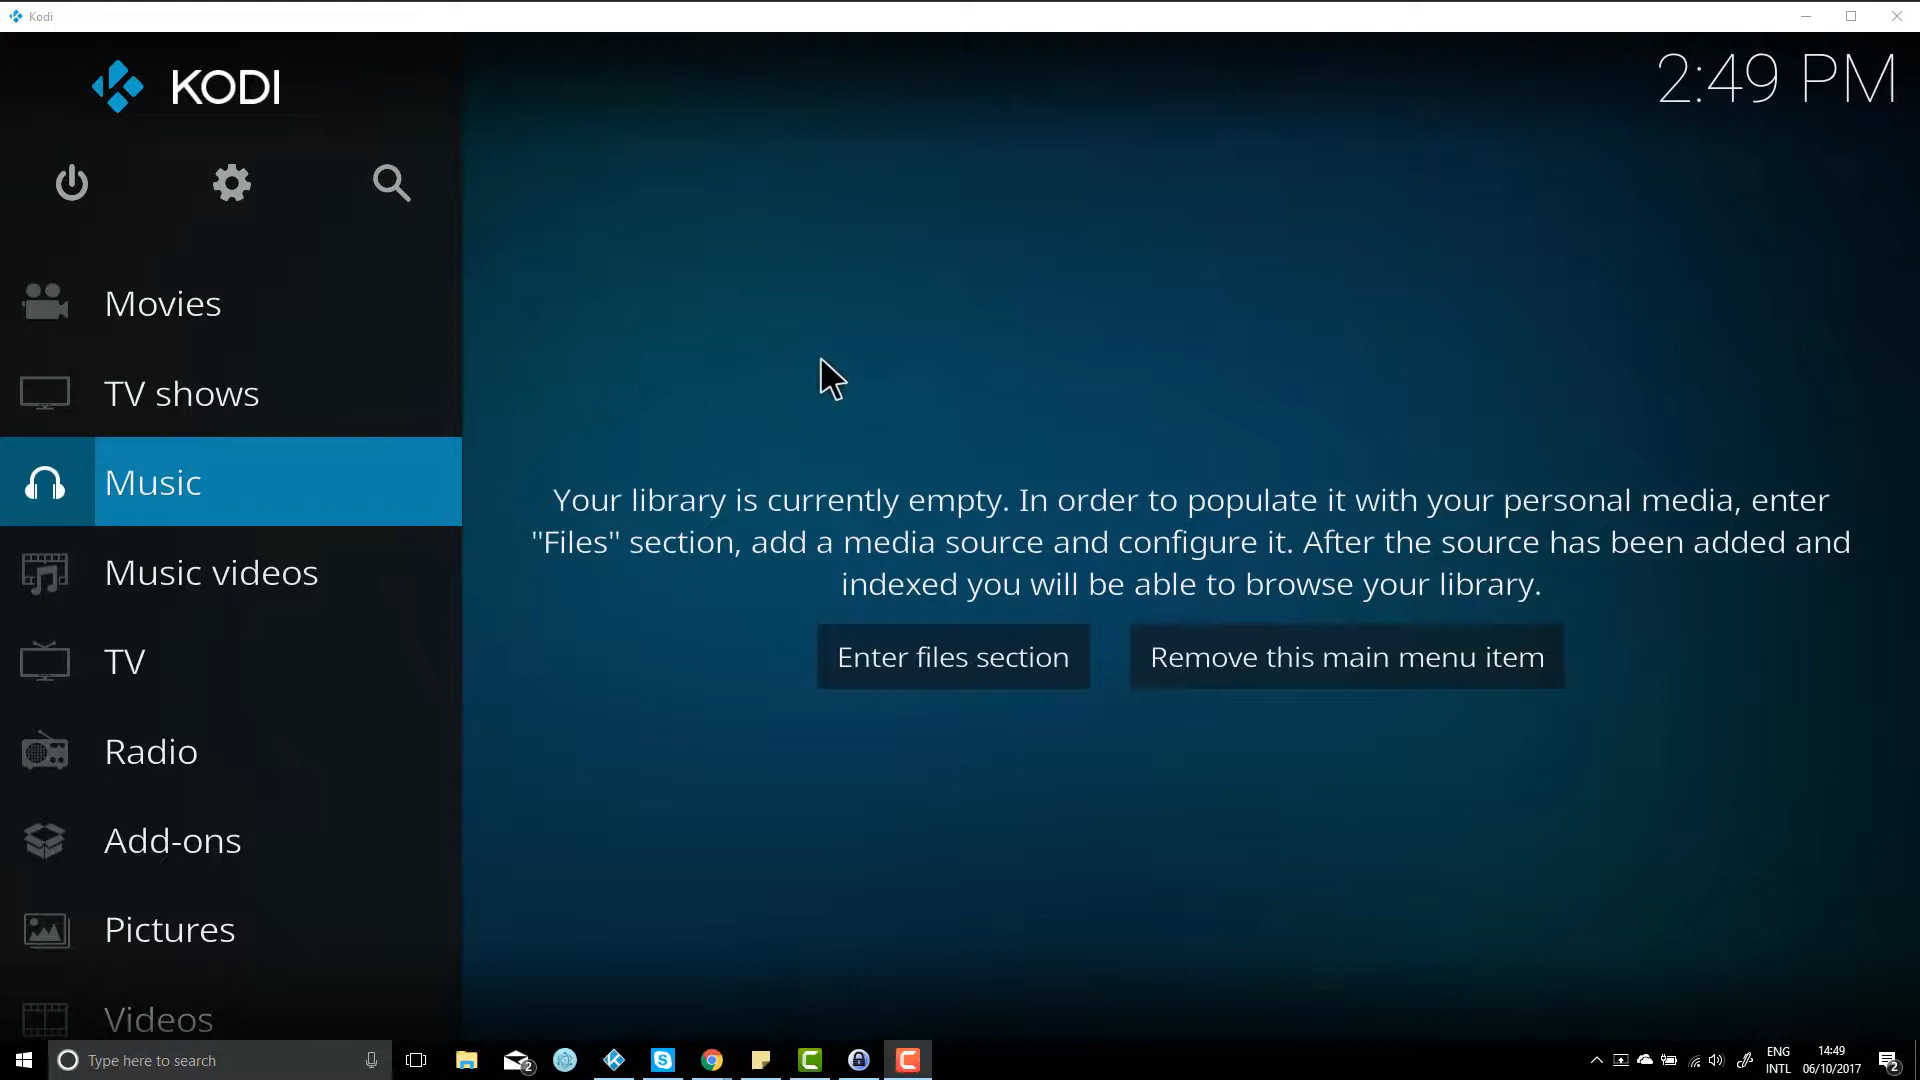 Kodi
KODI
2:49 PM
Movies
TV shows
Music
Music videos
TV
Radio
Add-ons
Pictures
Videos
Your library is currently empty. In order to populate it with your personal media, enter
"Files" section, add a media source and configure it. After the source has been added and
indexed you will be able to browse your library.
Enter files section
Remove this main menu item
Type here to search
2
S
C
C
ENG
INTL
14:49
06/10/2017
2